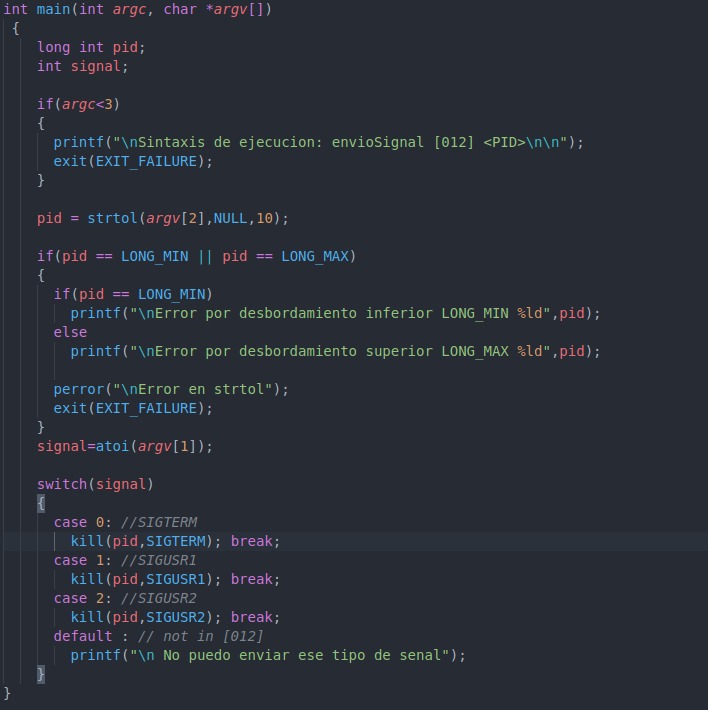 int main(int argc, char *argv[])
{
long int pid;
int signal;
if(argc<3)
{
printf("\nSintaxis de ejecucion: envioSignal [012] <PID>\n\n");
exit(EXIT_FAILURE);
}
pid = strtol(argv[2],NULL,10);
if(pid == LONG_MIN || pid == LONG_MAX)
{
if(pid == LONG_MIN)
printf("\nError por desbordamiento inferior LONG_MIN %ld",pid);
else
printf("\nError por desbordamiento superior LONG_MAX %ld",pid);
perror("\nError en strtol");
exit(EXIT_FAILURE);
}
signal=atoi(argv[1]);
switch(signal)
{
case 0: //SIGTERM
kill(pid,SIGTERM); break;
case 1: //SIGUSR1
kill(pid,SIGUSR1); break;
case 2: //SIGUSR2
kill(pid,SIGUSR2); break;
default : // not in [012]
printf("\n No puedo enviar ese tipo de senal");
}
}